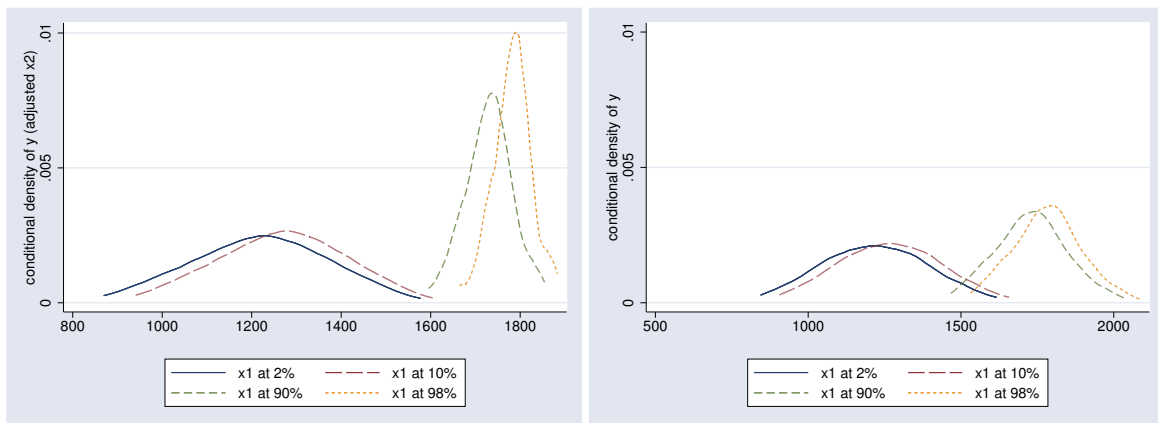 conditional density of y (adjusted x2)
.01
.005
0
800 1000 1200 1400 1600 1800
x1 at 2% x1 at 10%
x1 at 90% x1 at 98%
conditional density of y
.01
.005
0
500 1000 1500 2000
x1 at 2% x1 at 10%
x1 at 90% x1 at 98%